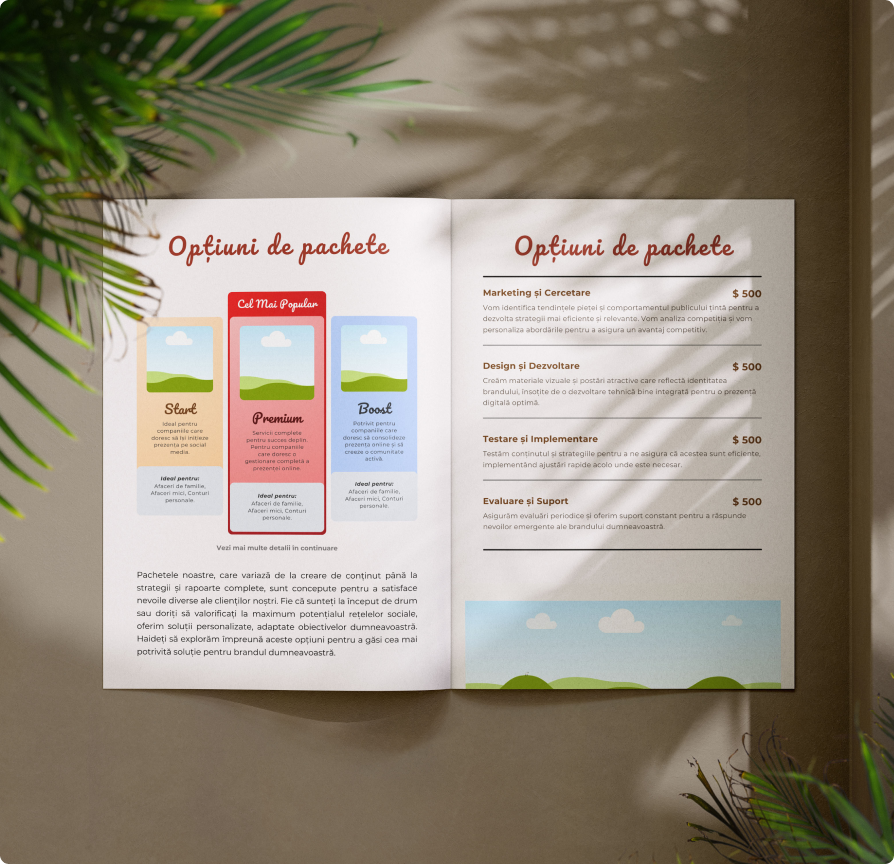 Opțiuni de pachete
Cel Mai Popular
Start
Ideal pentru
companiile care
doresc să își inițieze
prezența pe social
media.
Ideal pentru:
Afaceri de familie,
Afaceri mici, Conturi
personale.
Premium
Servicii complete
pentru succes deplin.
Pentru companiile
care doresc o
gestionare completă a
prezenței online.
Ideal pentru:
Afaceri de familie,
Afaceri mici, Conturi
personale.
Boost
Potrivit pentru
companiile care
doresc să consolideze
prezența online și să
creeze o comunitate
activă.
Ideal pentru:
Afaceri de familie,
Afaceri mici, Conturi
personale.
Vezi mai multe detalii în continuare
Pachetele noastre, care variază de la creare de conținut până la
strategii și rapoarte complete, sunt concepute pentru a satisface
nevoile diverse ale clienților noștri. Fie că sunteți la început de drum
sau doriți să valorificați la maximum potențialul rețelelor sociale,
oferim soluții personalizate, adaptate obiectivelor dumneavoastră.
Haideți să explorăm împreună aceste opțiuni pentru a găsi cea mai
potrivită soluție pentru brandul dumneavoastră.
Opțiuni de pachete
Marketing și Cercetare $ 500
Vom identifica tendințele pieței și comportamentul publicului țintă pentru a
dezvolta strategii mai eficiente și relevante. Vom analiza competiția și vom
personaliza abordările pentru a asigura un avantaj competitiv.
Design și Dezvoltare $ 500
Creăm materiale vizuale și postări atractive care reflectă identitatea
brandului, însoțite de o dezvoltare tehnică bine integrată pentru o prezență
digitală optimă.
Testare și Implementare $ 500
Testăm conținutul și strategiile pentru a ne asigura că acestea sunt eficiente,
implementând ajustări rapide acolo unde este necesar.
Evaluare și Suport $ 500
Asigurăm evaluări periodice și oferim suport constant pentru a răspunde
nevoilor emergente ale brandului dumneavoastră.